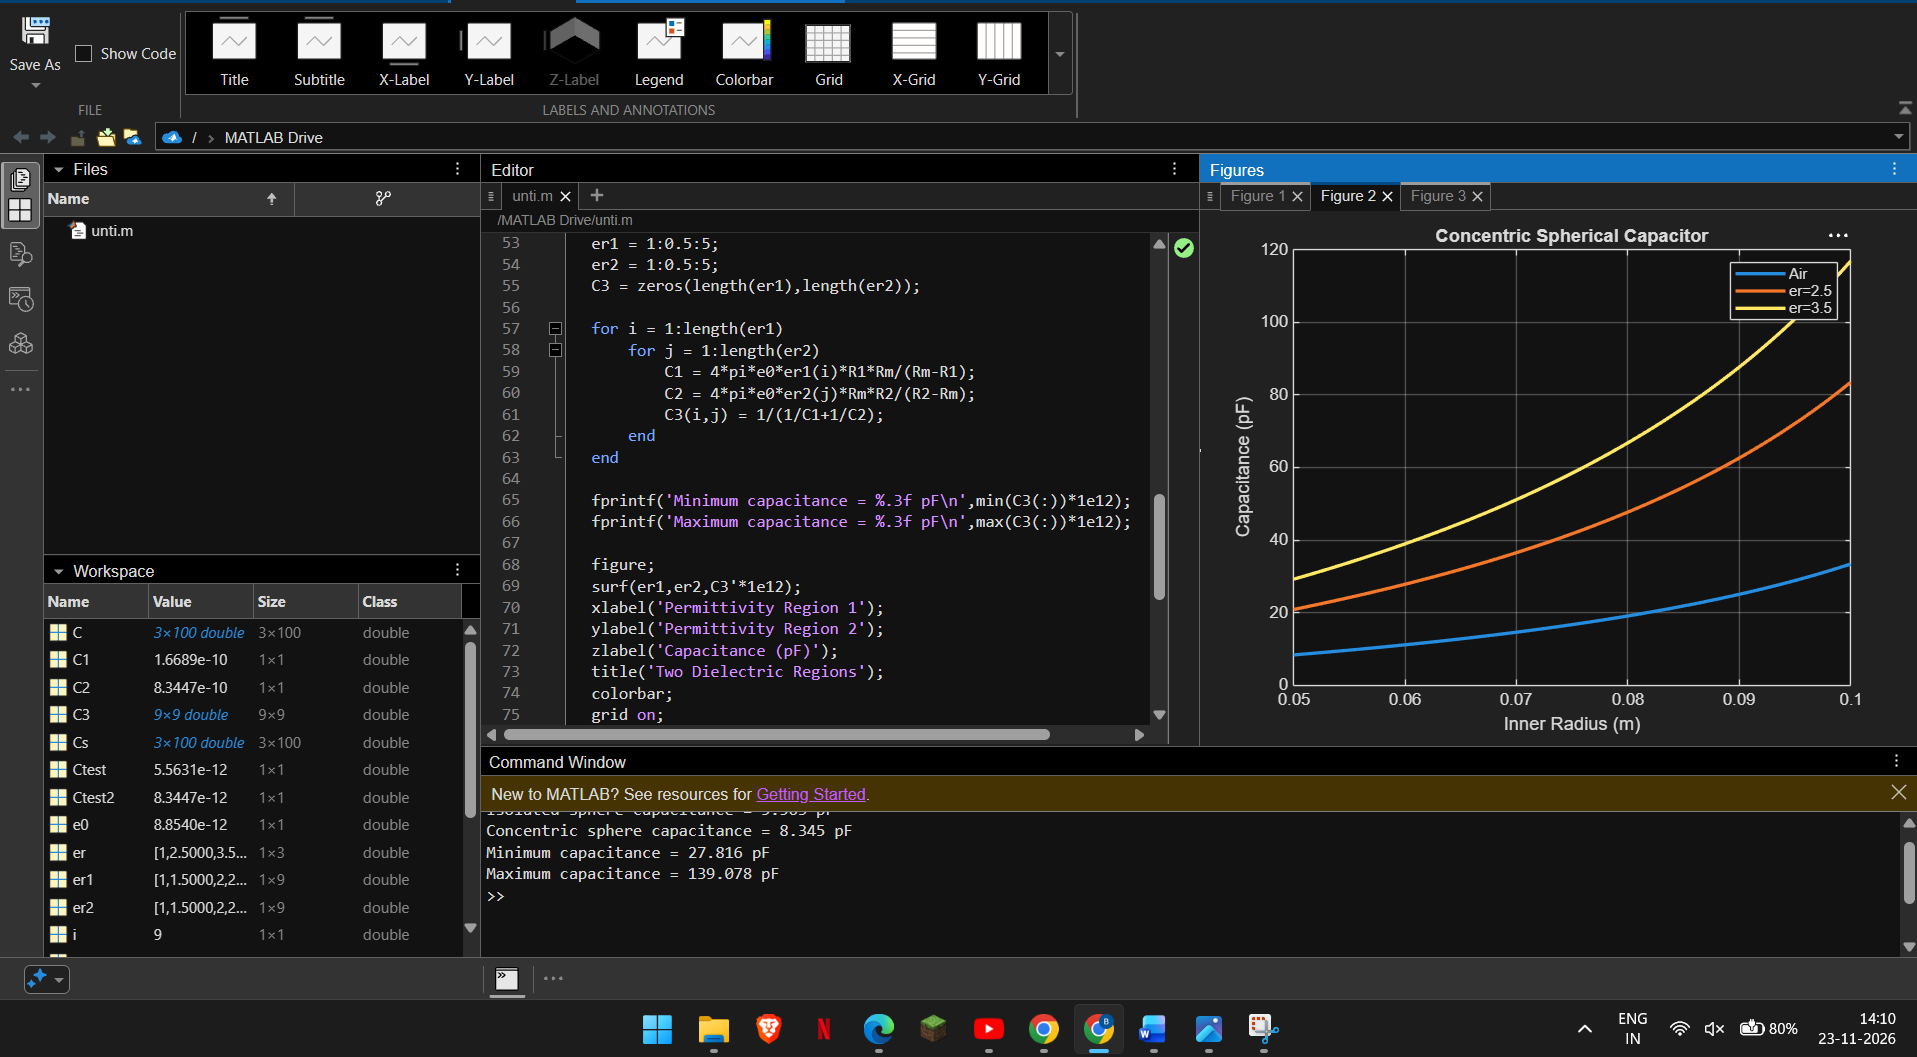 Save As
Show Code
FILE
Title
Subtitle
X-Label
Y-Label
Z-Label
Legend
Colorbar
Grid
X-Grid
Y-Grid
LABELS AND ANNOTATIONS
/ › MATLAB Drive
Files
Name
unti.m
Workspace
Name Value Size Class
C 3×100 double 3×100 double
C1 1.6689e-10 1×1 double
C2 8.3447e-10 1×1 double
C3 9×9 double 9×9 double
Cs 3×100 double 3×100 double
Ctest 5.5631e-12 1×1 double
Ctest2 8.3447e-12 1×1 double
e0 8.8540e-12 1×1 double
er [1,2.5000,3.5... 1×3 double
er1 [1,1.5000,2,2... 1×9 double
er2 [1,1.5000,2,2... 1×9 double
i 9 1×1 double
Editor
unti.m
/MATLAB Drive/unti.m
53 er1 = 1:0.5:5;
54 er2 = 1:0.5:5;
55 C3 = zeros(length(er1),length(er2));
56
57 for i = 1:length(er1)
58 for j = 1:length(er2)
59 C1 = 4*pi*e0*er1(i)*R1*Rm/(Rm-R1);
60 C2 = 4*pi*e0*er2(j)*Rm*R2/(R2-Rm);
61 C3(i,j) = 1/(1/C1+1/C2);
62 end
63 end
64
65 fprintf('Minimum capacitance = %.3f pF\n',min(C3(:))*1e12);
66 fprintf('Maximum capacitance = %.3f pF\n',max(C3(:))*1e12);
67
68 figure;
69 surf(er1,er2,C3'*1e12);
70 xlabel('Permittivity Region 1');
71 ylabel('Permittivity Region 2');
72 zlabel('Capacitance (pF)');
73 title('Two Dielectric Regions');
74 colorbar;
75 grid on;
Figures
Figure 1
Figure 2
Figure 3
Concentric Spherical Capacitor
Air
er=2.5
er=3.5
Capacitance (pF)
120
100
80
60
40
20
0
0.05 0.06 0.07 0.08 0.09 0.1
Inner Radius (m)
Command Window
New to MATLAB? See resources for Getting Started.
Concentric sphere capacitance = 8.345 pF
Minimum capacitance = 27.816 pF
Maximum capacitance = 139.078 pF
>>
ENG
IN
80%
14:10
23-11-2026